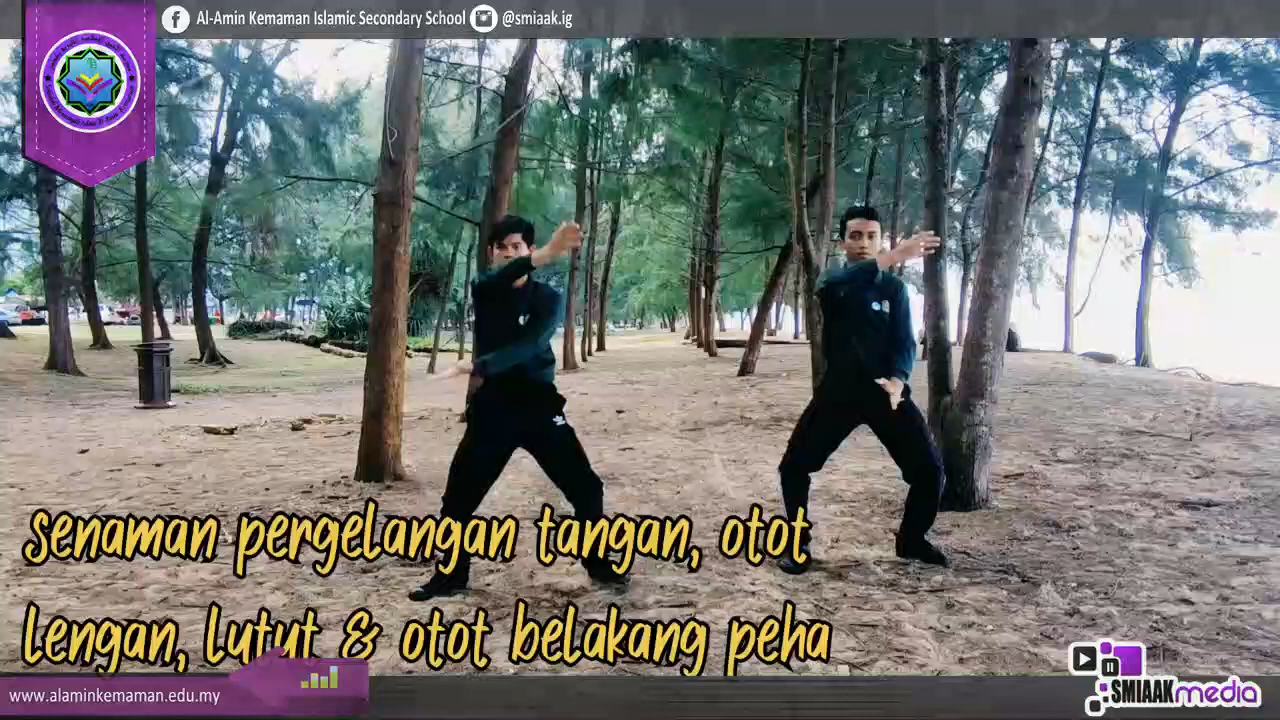 Al-Amin Kemaman Islamic Secondary School @smiaak.ig
senaman pergelangan tangan, otot
lengan, lutut & otot belakang peha
www.alaminkemaman.edu.my
SMIAAKmedia